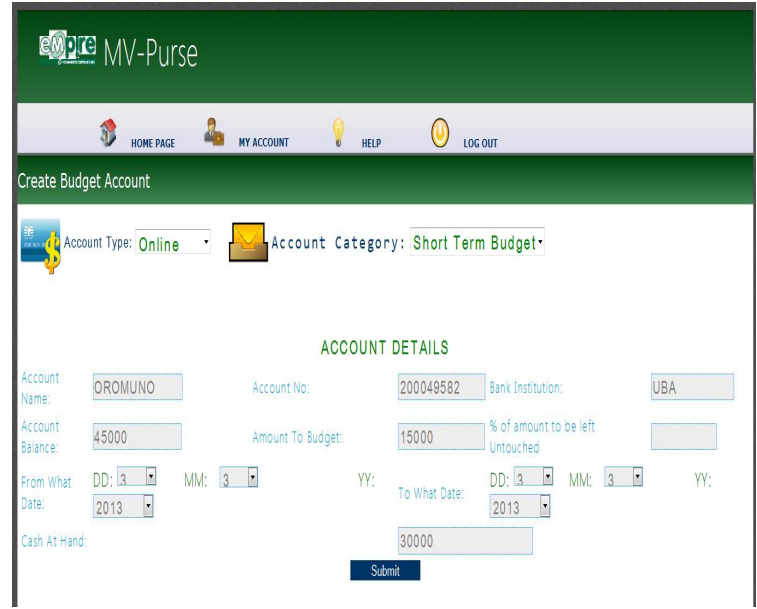 eMpre MV-Purse
HOME PAGE MY ACCOUNT HELP LOG OUT
Create Budget Account
Account Type: Online Account Category: Short Term Budget
ACCOUNT DETAILS
Account Name: OROMUNO Account No: 200049582 Bank Institution: UBA
Account Balance: 45000 Amount To Budget: 15000 % of amount to be left Untouched
From What Date: DD: 3 MM: 3 YY: 2013 To What Date: DD: 3 MM: 3 YY: 2013
Cash At Hand: 30000
Submit